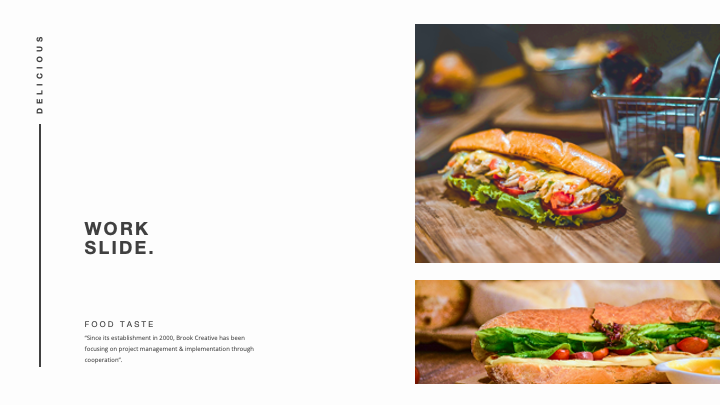 DELICIOUS
WORK
SLIDE.
FOOD TASTE
"Since its establishment in 2000, Brook Creative has been
focusing on project management & implementation through
cooperation".